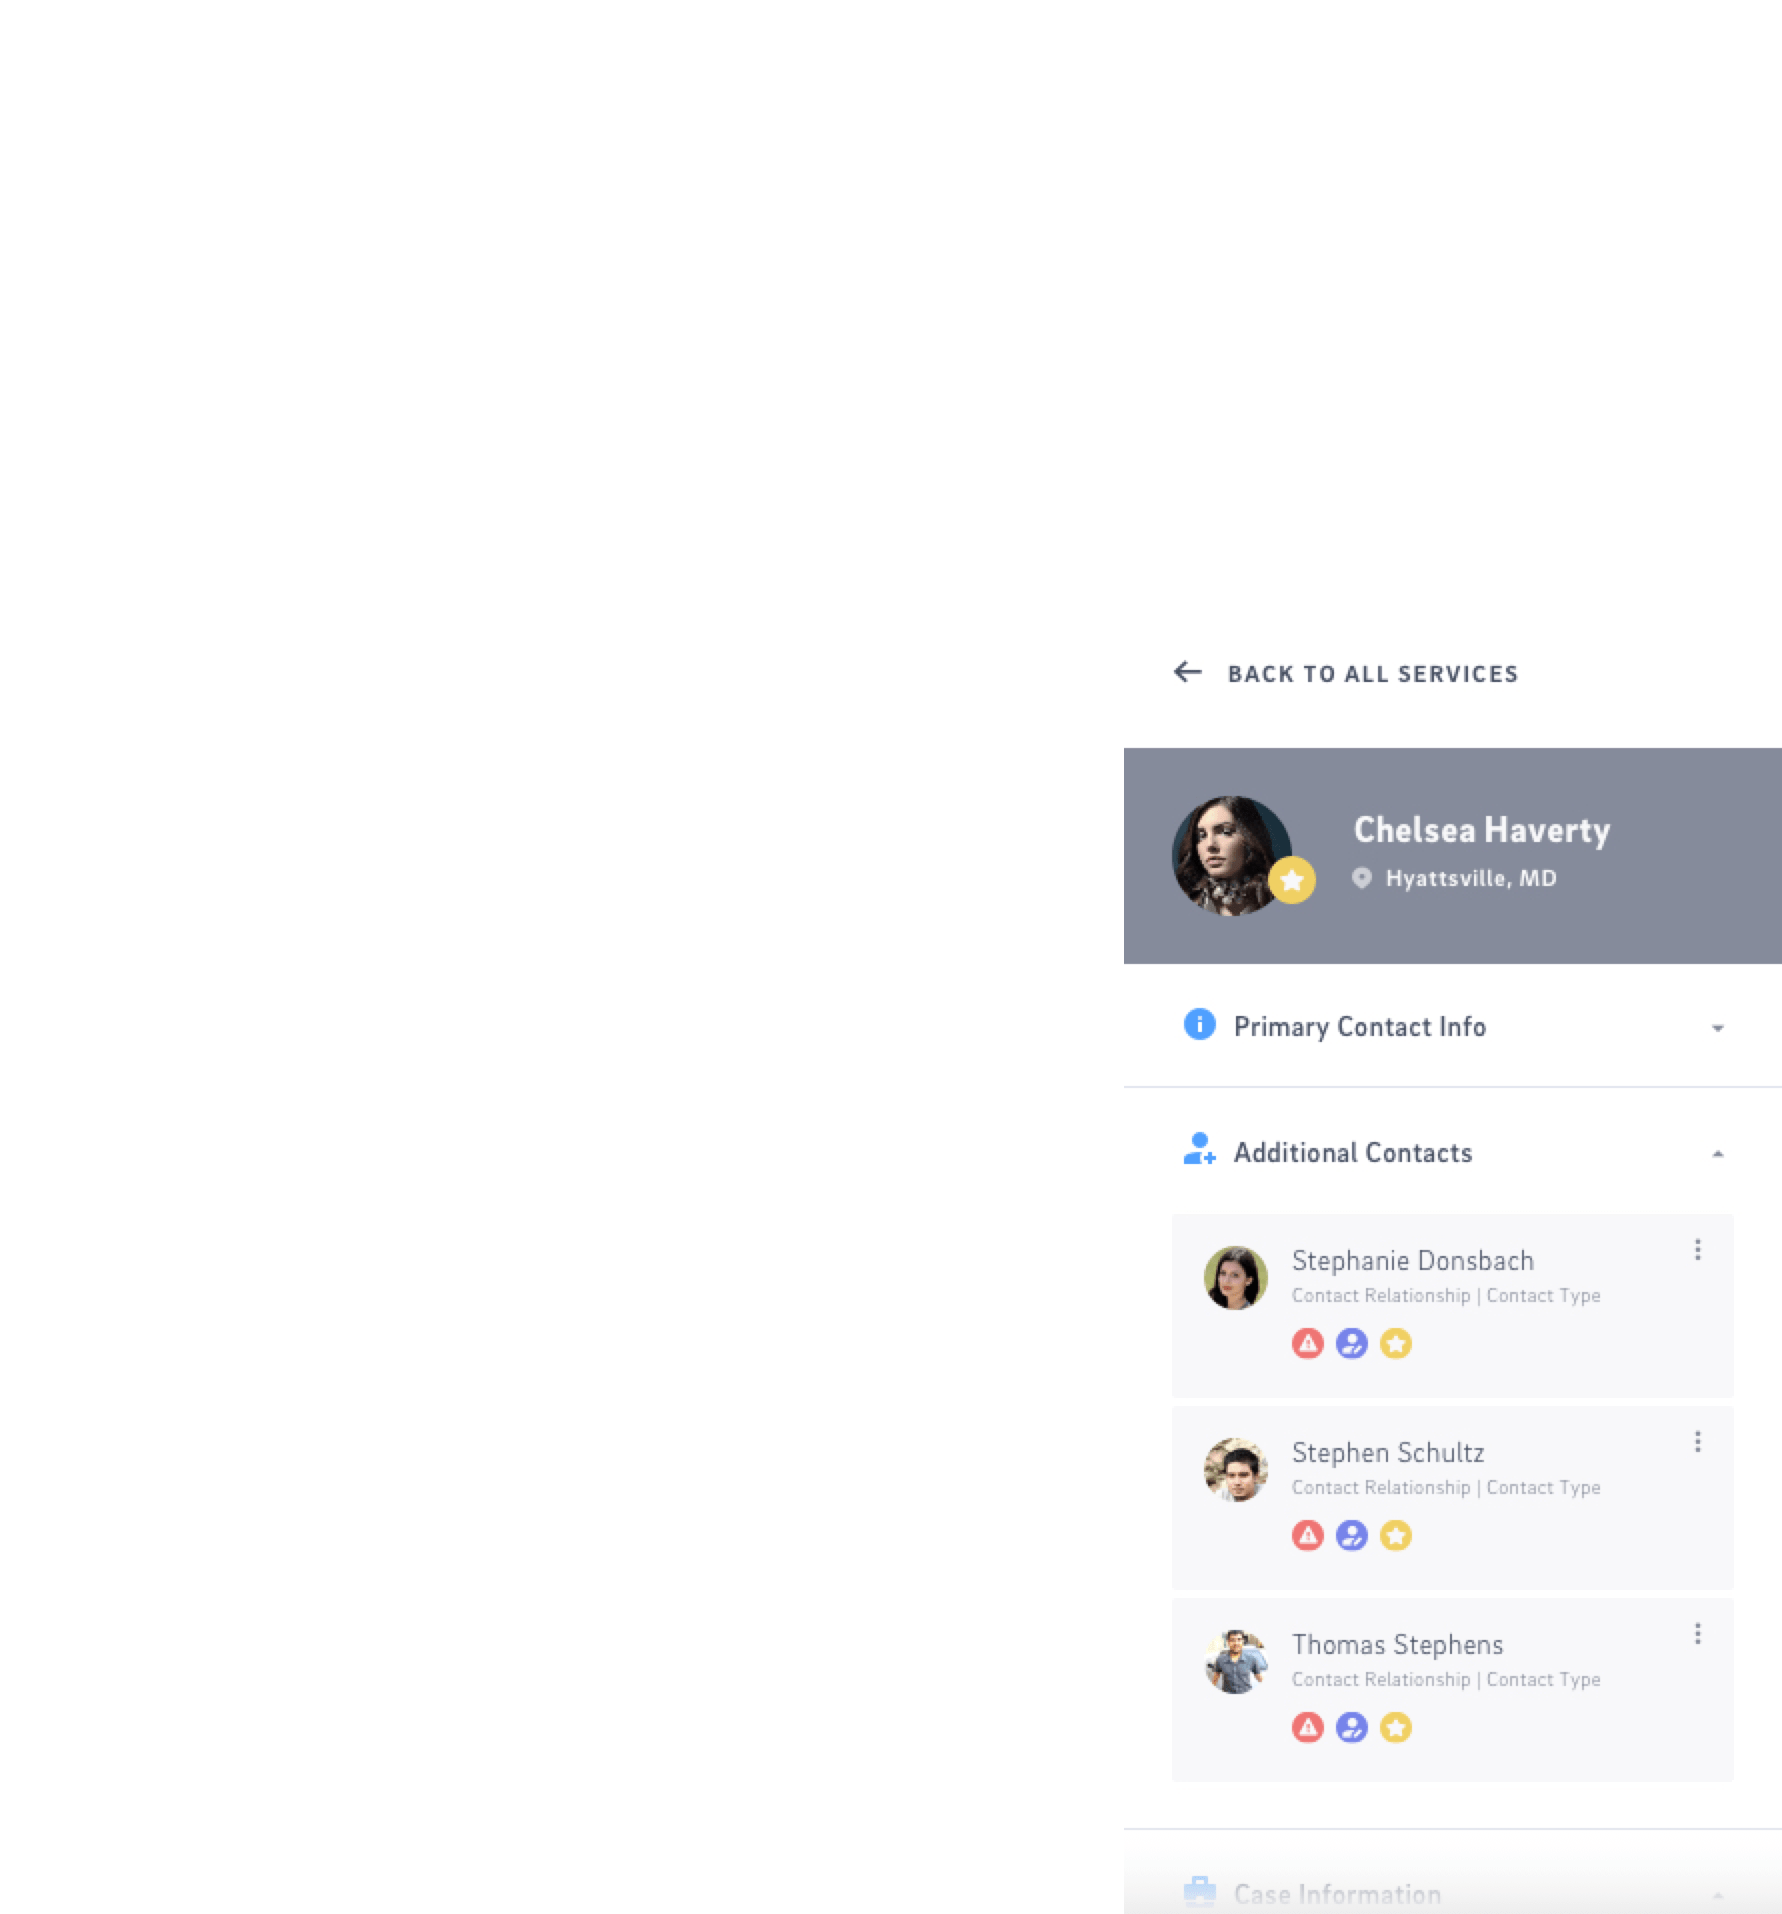 BACK TO ALL SERVICES
Chelsea Haverty
Hyattsville, MD
Primary Contact Info
Additional Contacts
Stephanie Donsbach
Contact Relationship | Contact Type
Stephen Schultz
Contact Relationship | Contact Type
Thomas Stephens
Contact Relationship | Contact Type
Case Information